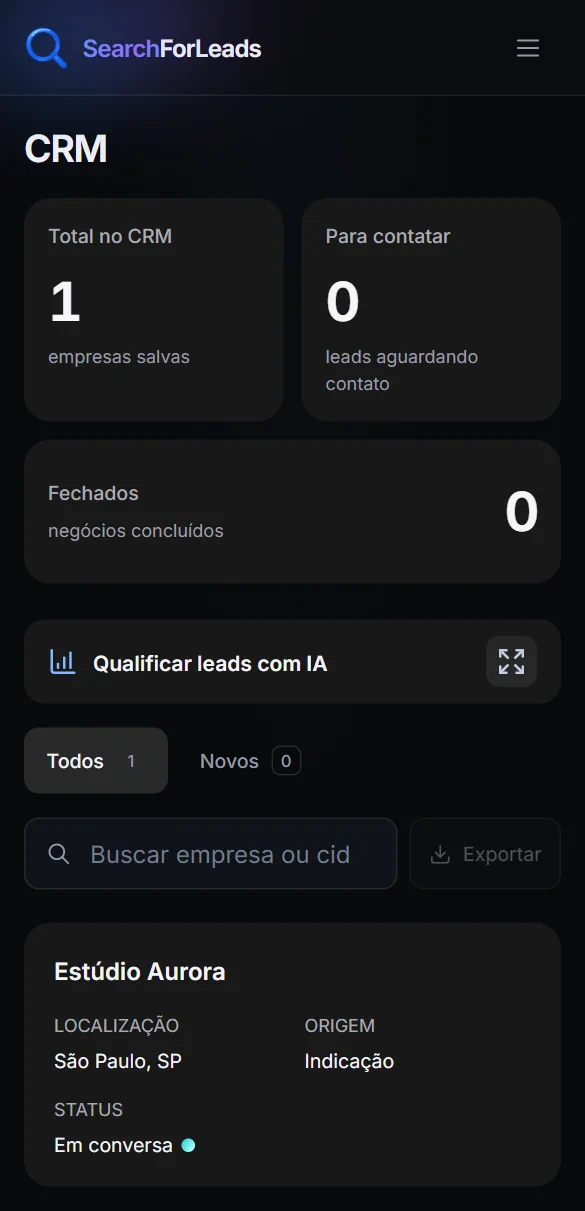 SearchForLeads
CRM
Total no CRM
1
empresas salvas
Para contatar
0
leads aguardando
contato
Fechados
negócios concluídos
0
Qualificar leads com IA
Todos 1
Novos 0
Buscar empresa ou cid
Exportar
Estúdio Aurora
LOCALIZAÇÃO
São Paulo, SP
ORIGEM
Indicação
STATUS
Em conversa